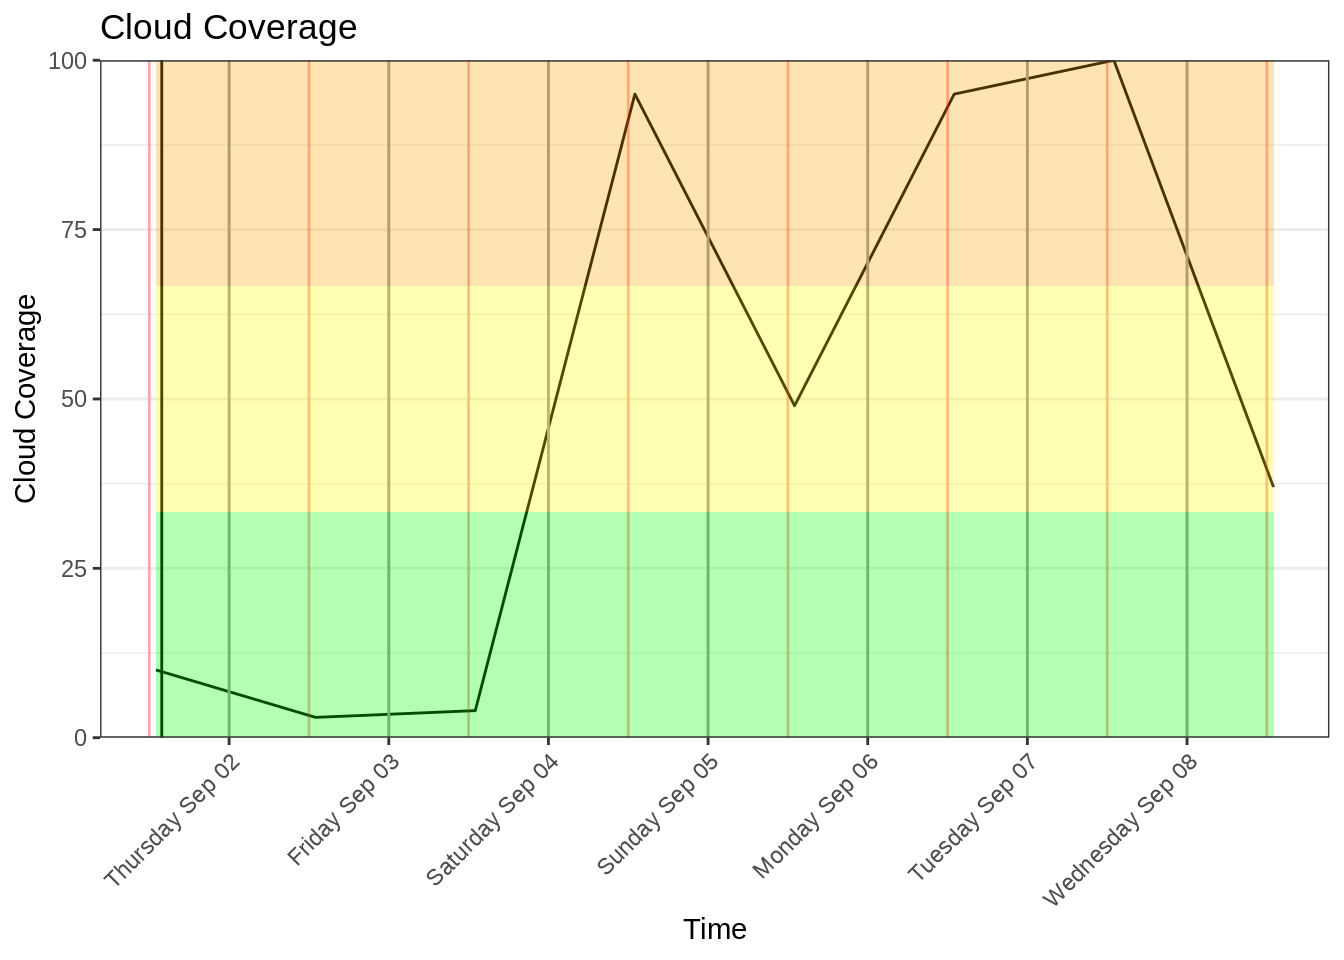 Cloud Coverage
100
75
50
25
0
Cloud Coverage
Thursday Sep 02
Friday Sep 03
Saturday Sep 04
Sunday Sep 05
Monday Sep 06
Tuesday Sep 07
Wednesday Sep 08
Time